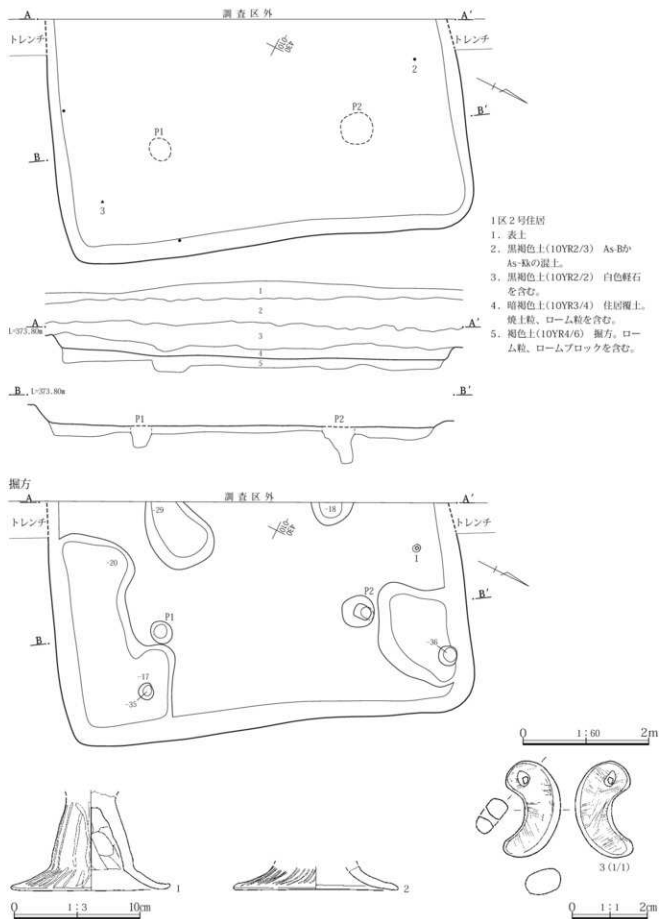 A 調査区外 A′
トレンチ トレンチ
2
P1 P2
B B′
3
1区2号住居
1. 表土
2. 黒褐色土(10YR2/3) As-Bか
As-Kkの混土。
3. 黒褐色土(10YR2/2) 白色軽石
を含む。
4. 暗褐色土(10YR3/4) 住居覆土。
焼土粒、ローム粒を含む。
5. 褐色土(10YR4/6) 掘方。ロー
ム粒、ロームブロックを含む。
1
2
A A′
L=373.80m
3
4
5
B L=373.80m B′
P1 P2
掘方
A 調査区外 A′
トレンチ トレンチ
-29 -18
-20 1
P1 P2
B B′
-36
-17
-35
0 1:60 2m
1 2 3 (1/1)
0 1:3 10cm
0 1:1 2cm